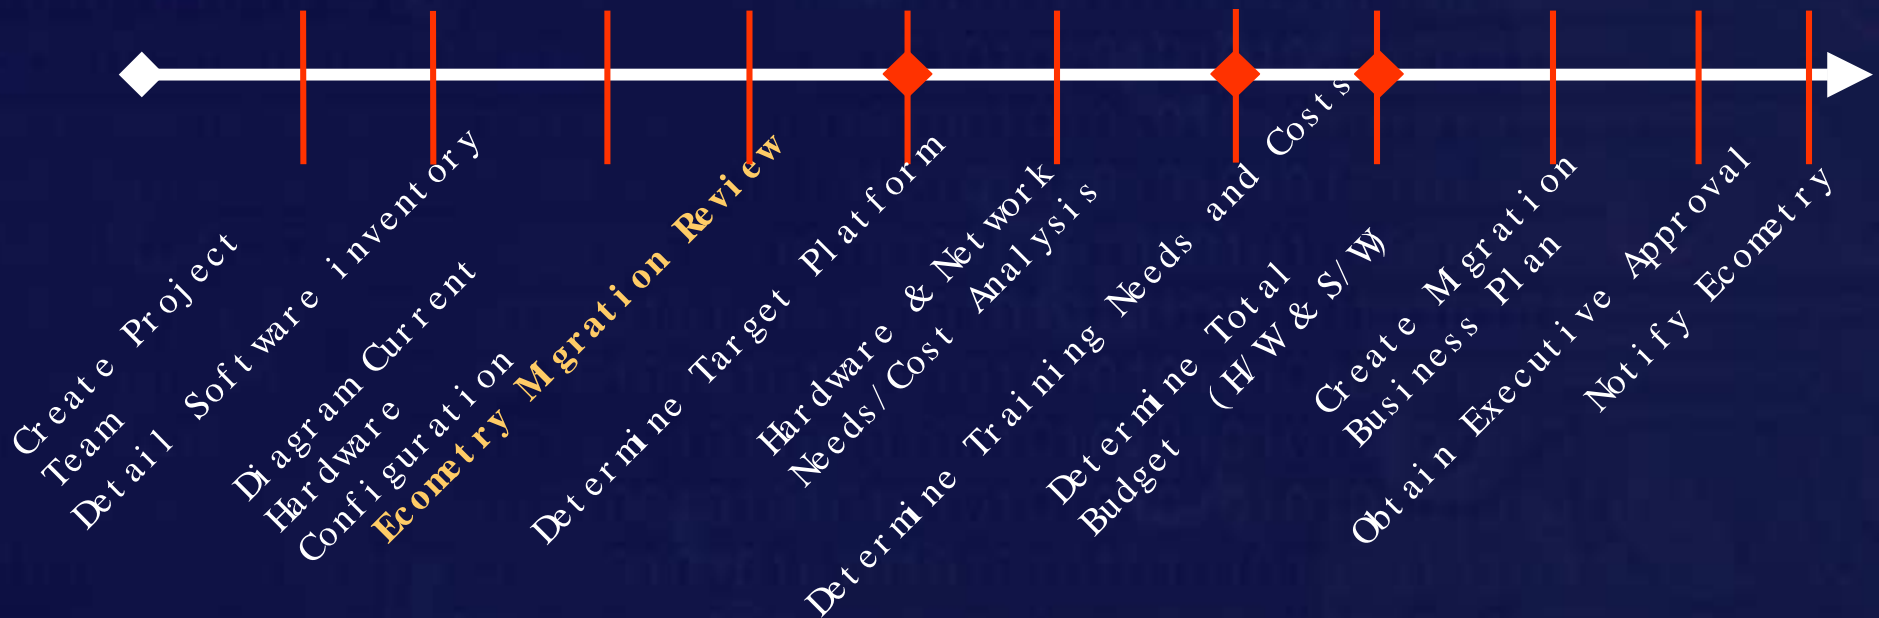 Create Project
Team
Detail Software inventory
Diagram Current
Hardware
Configuration
Ecometry Migration Review
Determine Target Platform
Hardware & Network
Needs/Cost Analysis
Determine Training Needs and Costs
Determine Total
Budget (H/W & S/W)
Create Migration
Business Plan
Obtain Executive Approval
Notify Ecometry